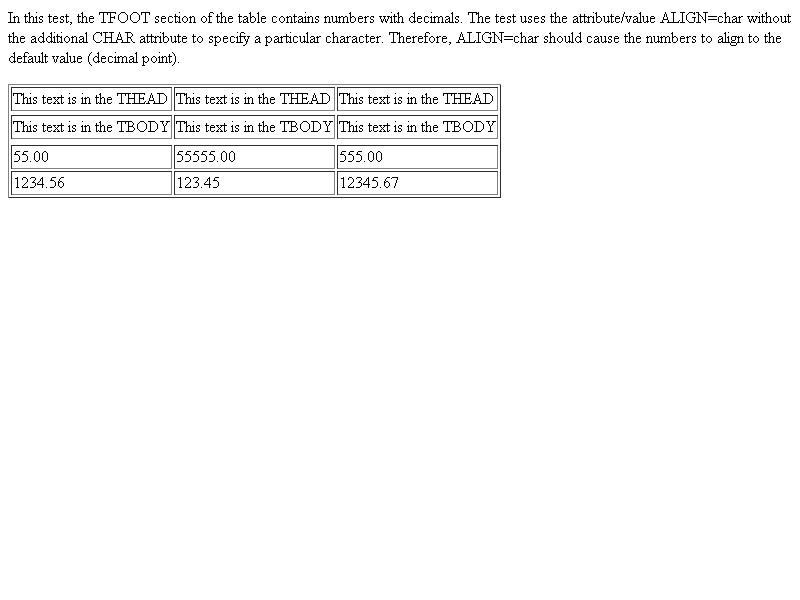 In this test, the TFOOT section of the table contains numbers with decimals. The test uses the attribute/value ALIGN=char without
the additional CHAR attribute to specify a particular character. Therefore, ALIGN=char should cause the numbers to align to the
default value (decimal point).
This text is in the THEAD This text is in the THEAD This text is in the THEAD
This text is in the TBODY This text is in the TBODY This text is in the TBODY
55.00 55555.00 555.00
1234.56 123.45 12345.67